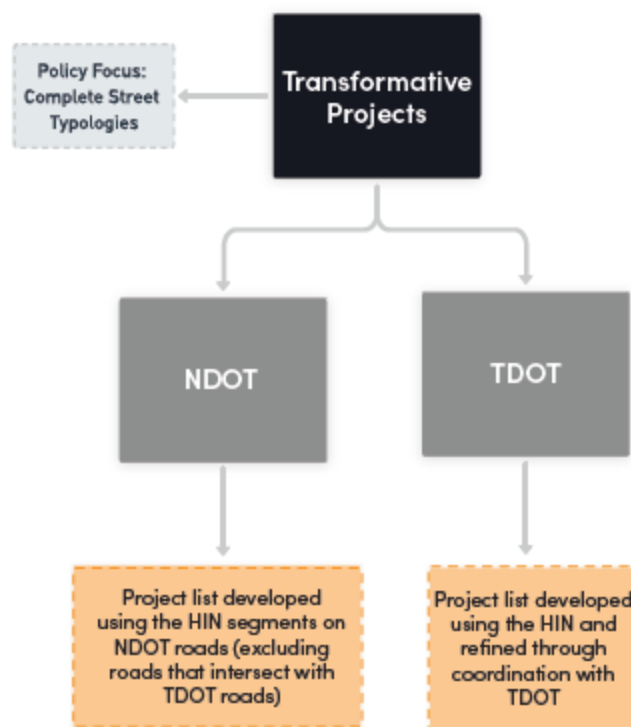 Policy Focus:
Complete Street
Typologies
Transformative
Projects
NDOT
TDOT
Project list developed
using the HIN segments on
NDOT roads (excluding
roads that intersect with
TDOT roads)
Project list developed
using the HIN and
refined through
coordination with
TDOT